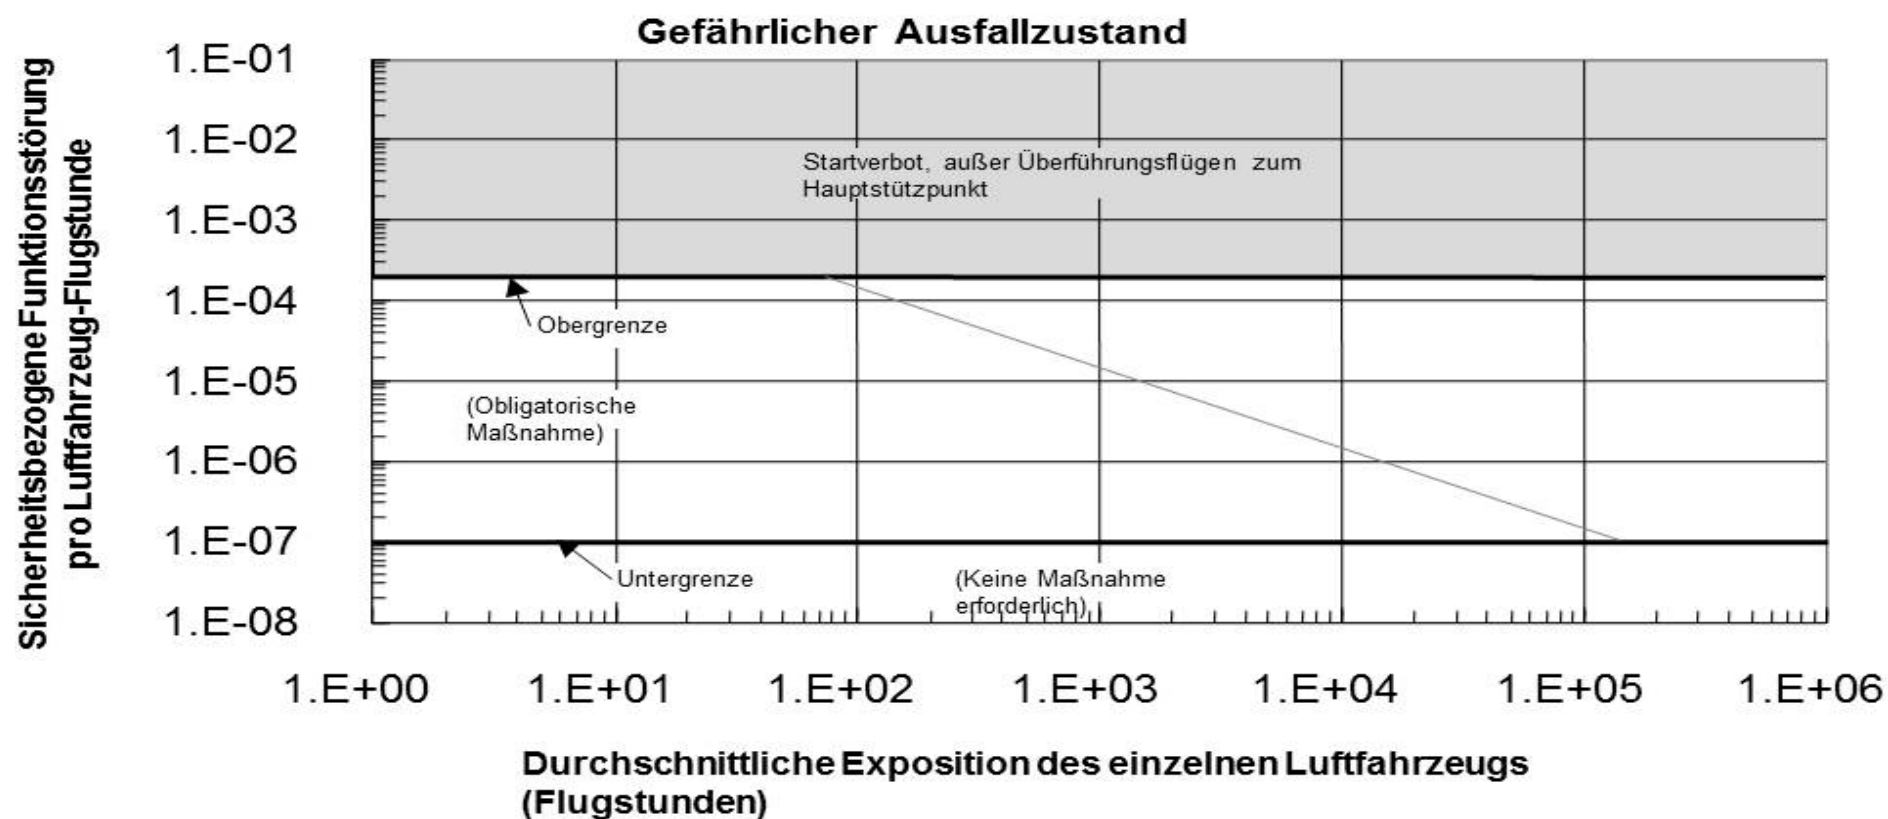 Gefährlicher Ausfallzustand
Sicherheitsbezogene Funktionsstörung
pro Luftfahrzeug-Flugstunde
1.E-01
1.E-02
1.E-03
1.E-04
1.E-05
1.E-06
1.E-07
1.E-08
Startverbot, außer Überführungsflügen zum
Hauptstützpunkt
Obergrenze
(Obligatorische
Maßnahme)
Untergrenze
(Keine Maßnahme
erforderlich)
1.E+00
1.E+01
1.E+02
1.E+03
1.E+04
1.E+05
1.E+06
Durchschnittliche Exposition des einzelnen Luftfahrzeugs
(Flugstunden)